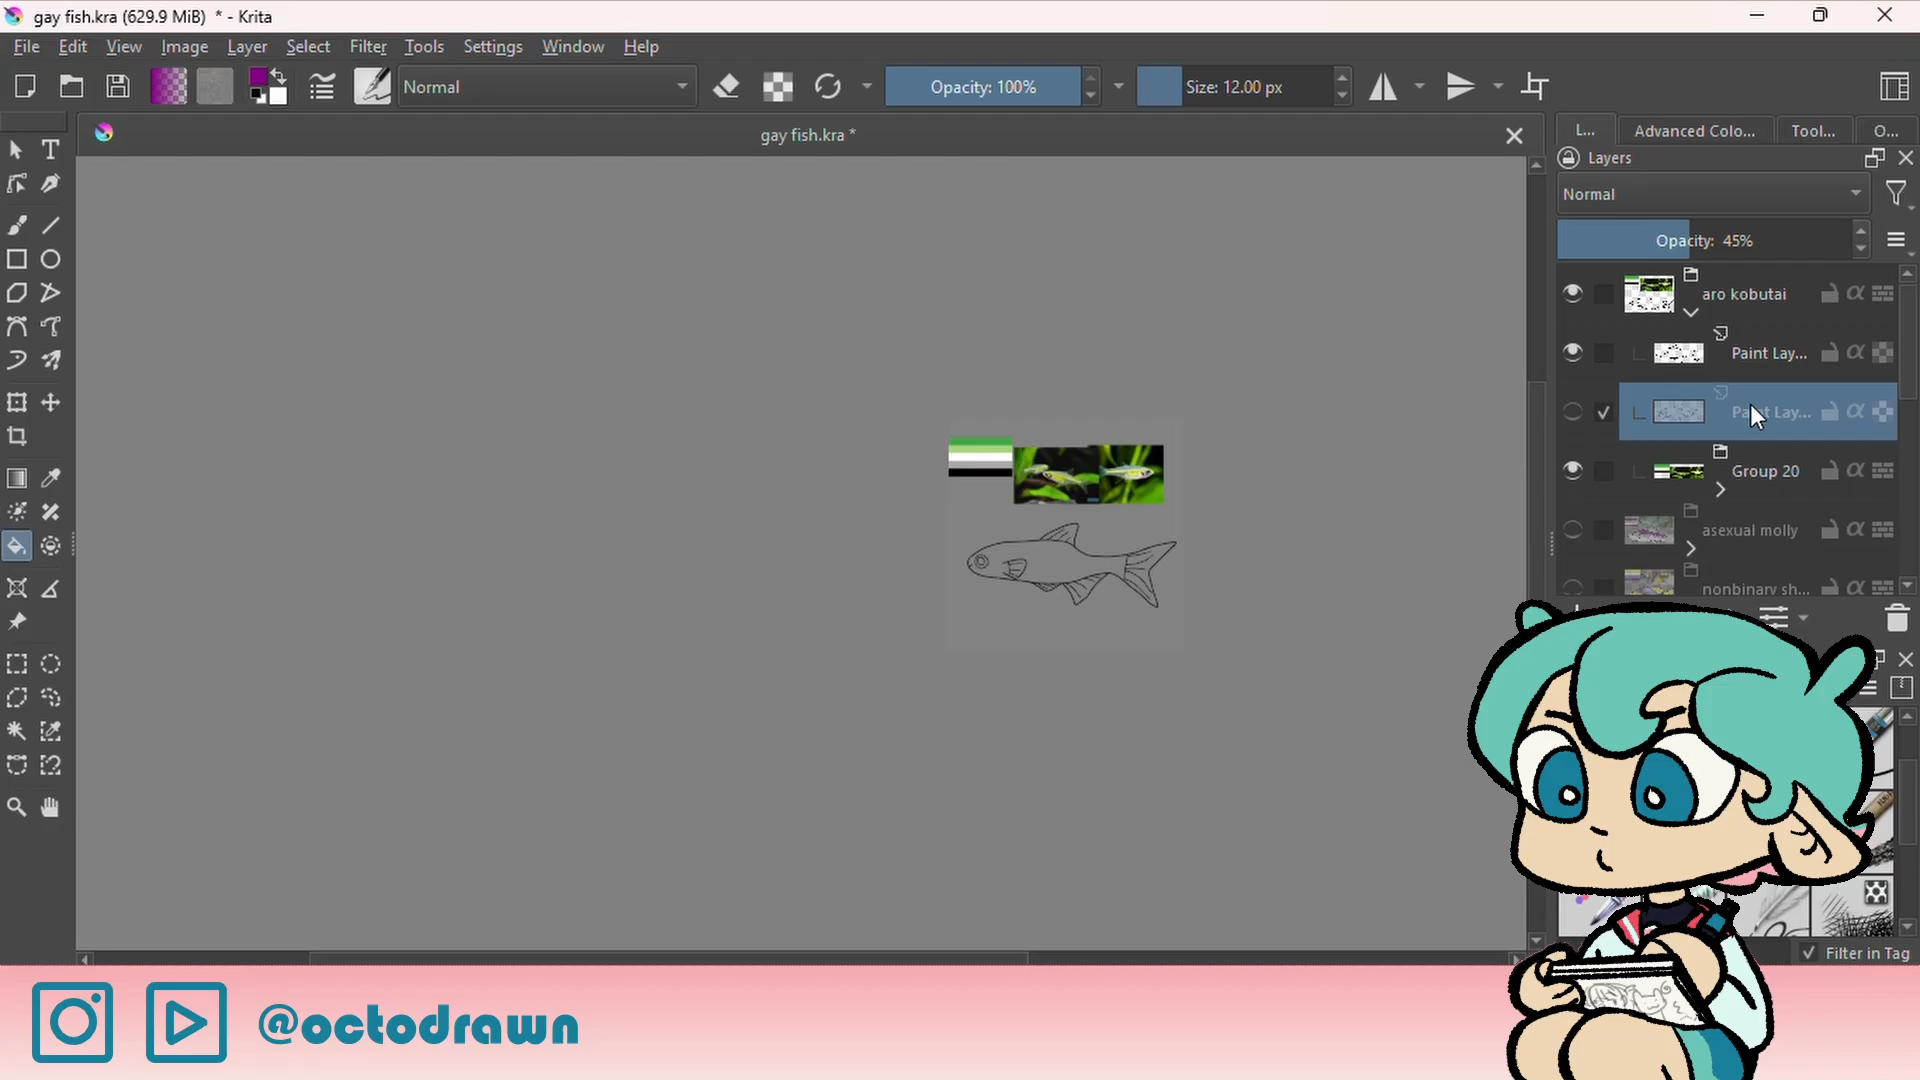 gay fish.kra (629.9 MiB) * - Krita
File Edit View Image Layer Select Filter Tools Settings Window Help
Normal
Opacity: 100%
Size: 12.00 px
gay fish.kra *
L... Advanced Colo... Tool... O...
Layers
Normal
Opacity: 45%
aro kobutai
Paint Lay...
Paint Lay...
Group 20
asexual molly
nonbinary sh...
Filter in Tag
@octodrawn